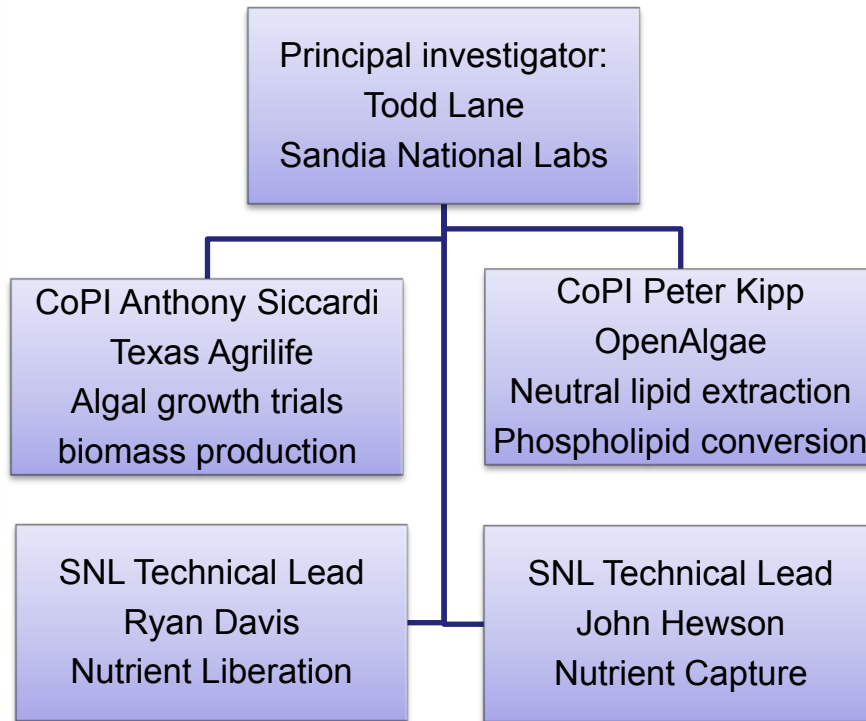 Principal investigator:
Todd Lane
Sandia National Labs
CoPI Anthony Siccardi
Texas Agrilife
Algal growth trials
biomass production
CoPI Peter Kipp
OpenAlgae
Neutral lipid extraction
Phospholipid conversion
SNL Technical Lead
Ryan Davis
Nutrient Liberation
SNL Technical Lead
John Hewson
Nutrient Capture